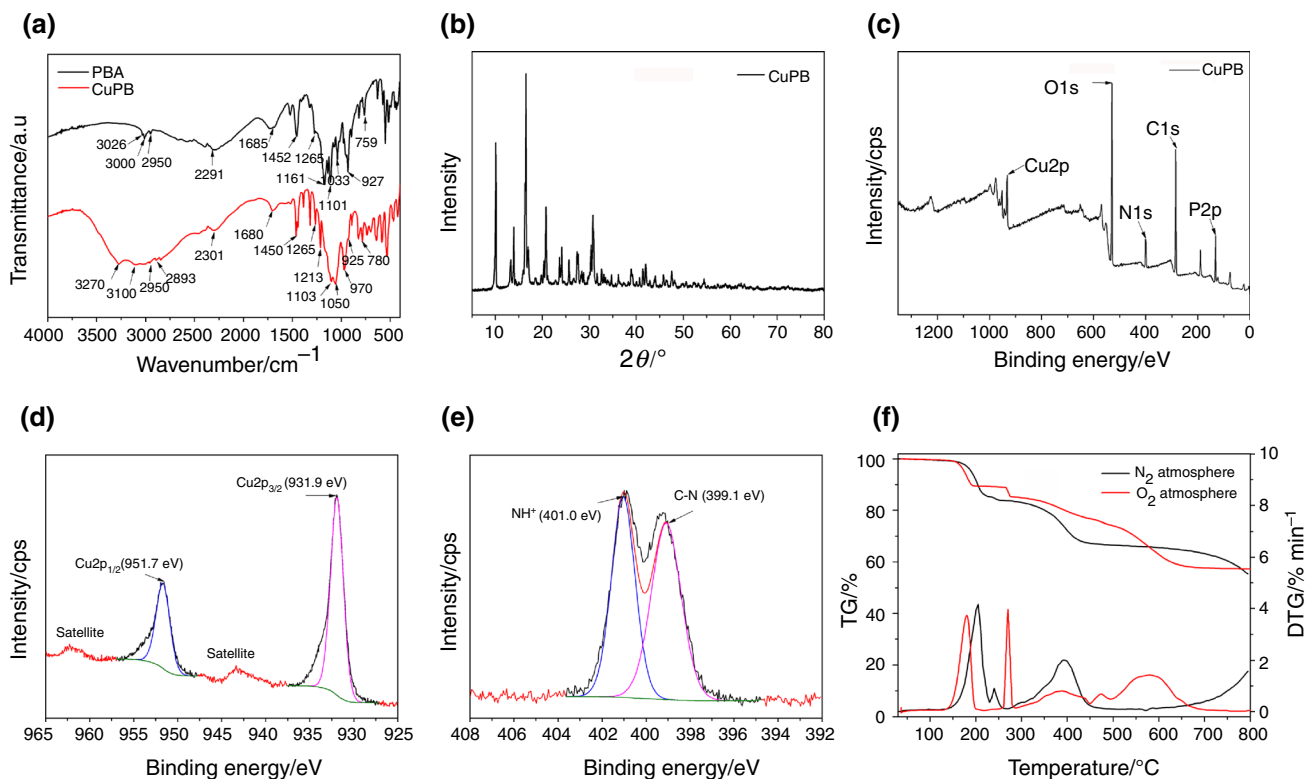 (a)
PBA
CuPB
3026
3000
2950
2291
1685
1452
1265
1161
1101
1033
927
759
3270
3100
2950
2893
2301
1680
1450
1265
1213
1103
1050
970
925
780
Transmittance/a.u
4000 3500 3000 2500 2000 1500 1000 500
Wavenumber/cm⁻¹
(b)
CuPB
Intensity
10 20 30 40 50 60 70 80
2θ/°
(c)
CuPB
O1s
C1s
Cu2p
N1s
P2p
Intensity/cps
1200 1000 800 600 400 200 0
Binding energy/eV
(d)
Cu2p3/2 (931.9 eV)
Cu2p1/2 (951.7 eV)
Satellite
Satellite
Intensity/cps
965 960 955 950 945 940 935 930 925
Binding energy/eV
(e)
NH⁺ (401.0 eV)
C-N (399.1 eV)
Intensity/cps
408 406 404 402 400 398 396 394 392
Binding energy/eV
(f)
N₂ atmosphere
O₂ atmosphere
TG/%
100
80
60
40
20
0
DTG/% min⁻¹
10
8
6
4
2
0
100 200 300 400 500 600 700 800
Temperature/°C